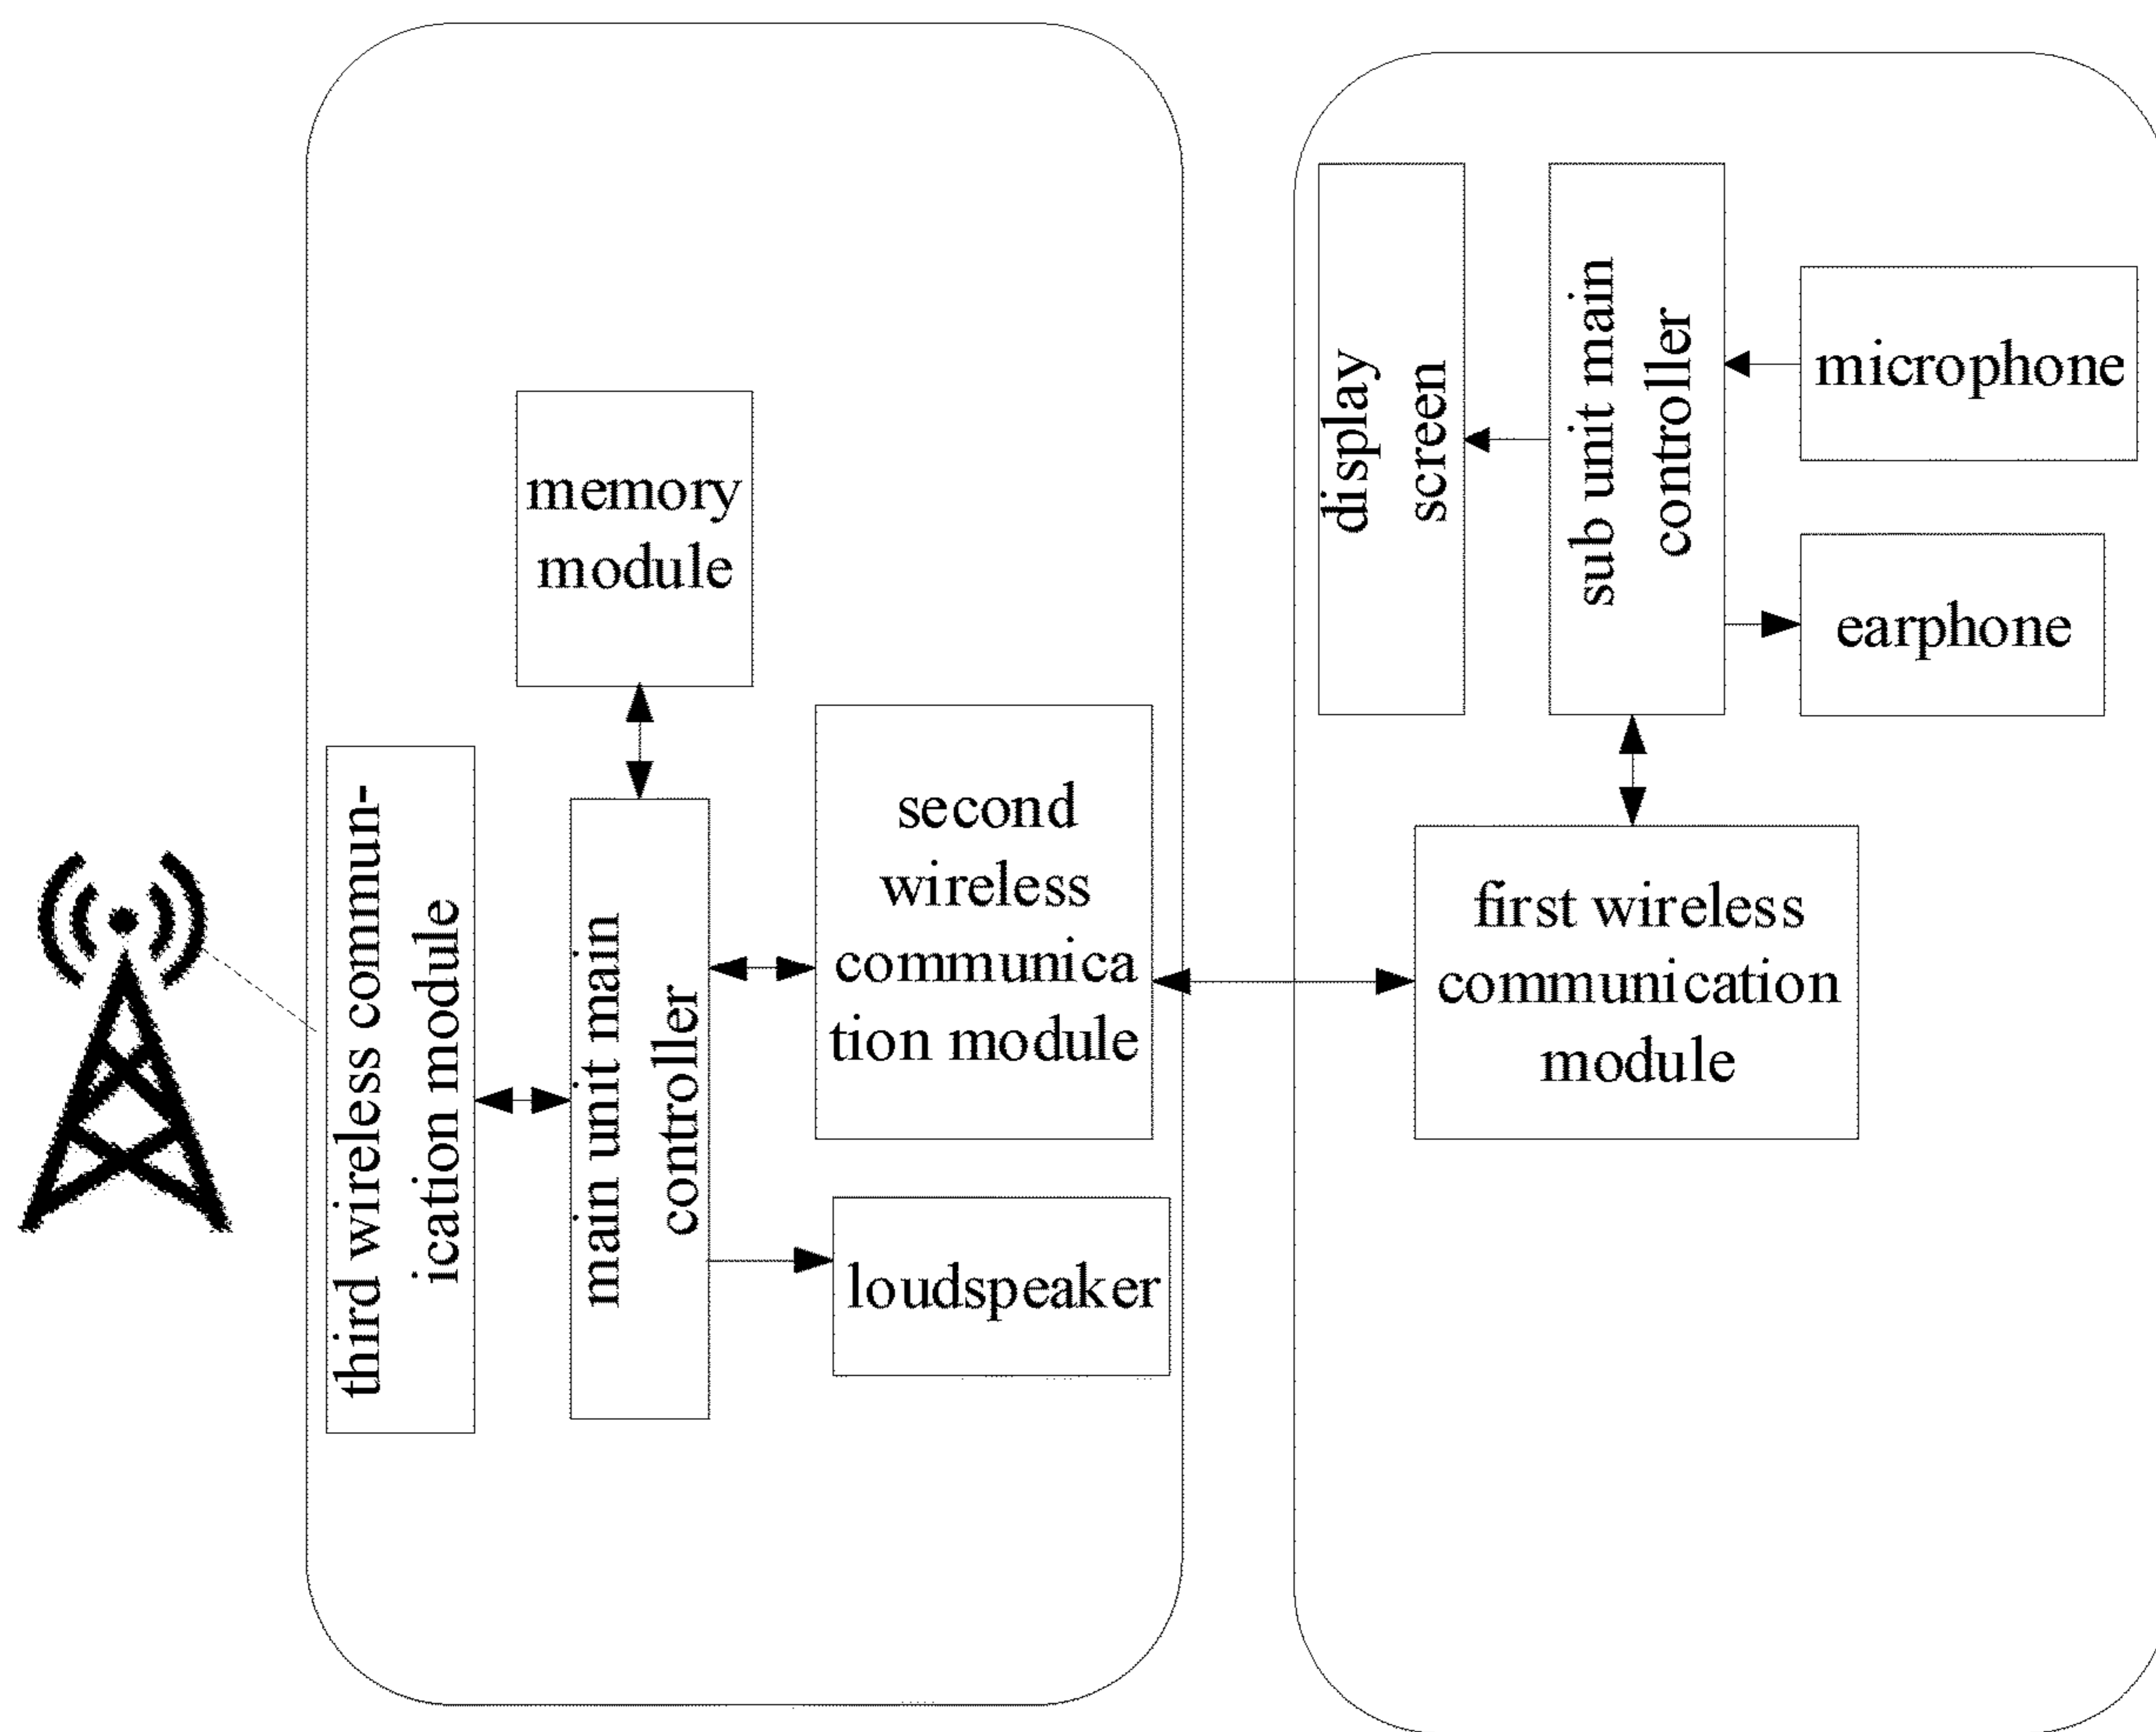 memory
module
third wireless commun-
ication module
main unit main
controller
second
wireless
communica
tion module
loudspeaker
display
screen
sub unit main
controller
microphone
earphone
first wireless
communication
module